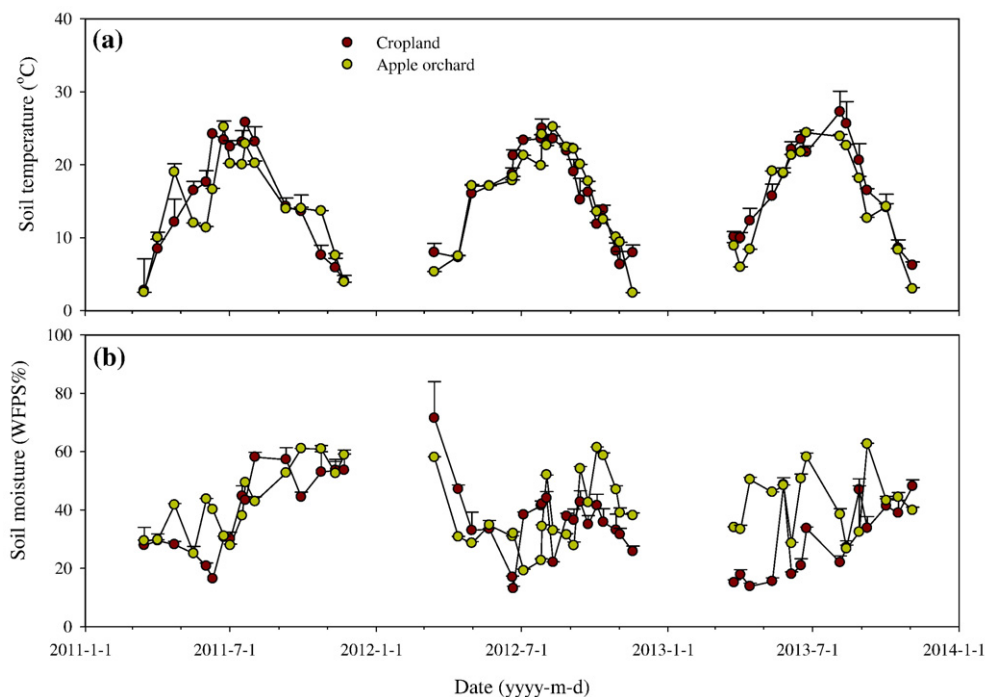 (a)
Cropland
Apple orchard
Soil temperature (°C)
40
30
20
10
0
(b)
Soil moisture (WFPS%)
100
80
60
40
20
0
2011-1-1
2011-7-1
2012-1-1
2012-7-1
2013-1-1
2013-7-1
2014-1-1
Date (yyyy-m-d)